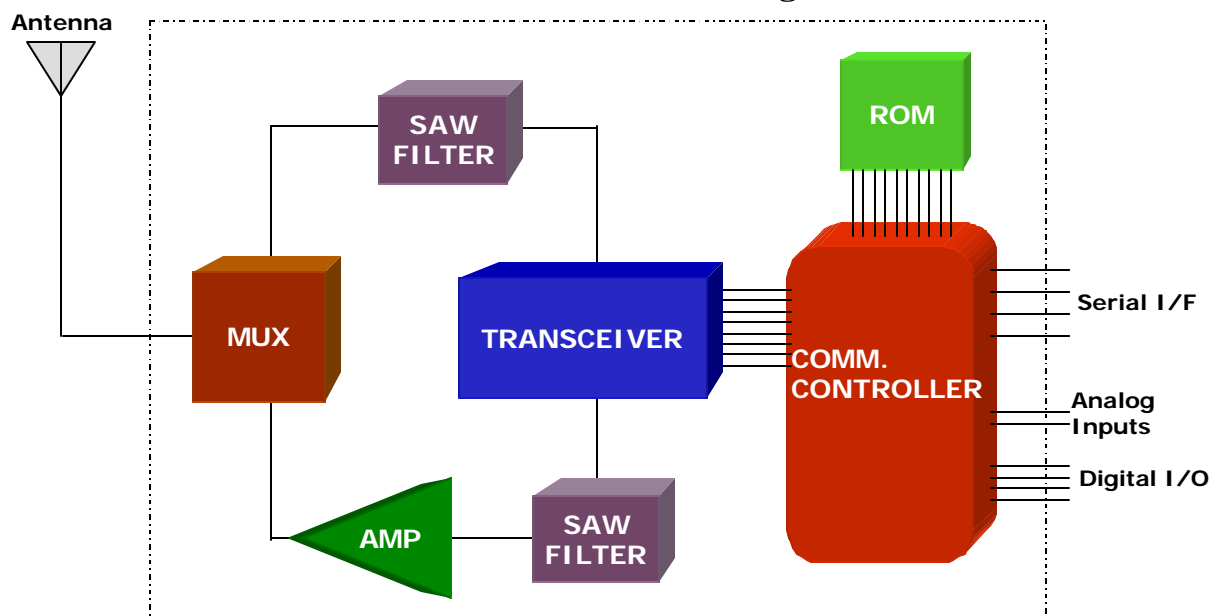 Antenna
ROM
SAW
FILTER
MUX
TRANSCEIVER
COMM.
CONTROLLER
Serial I/F
Analog
Inputs
Digital I/O
AMP
SAW
FILTER